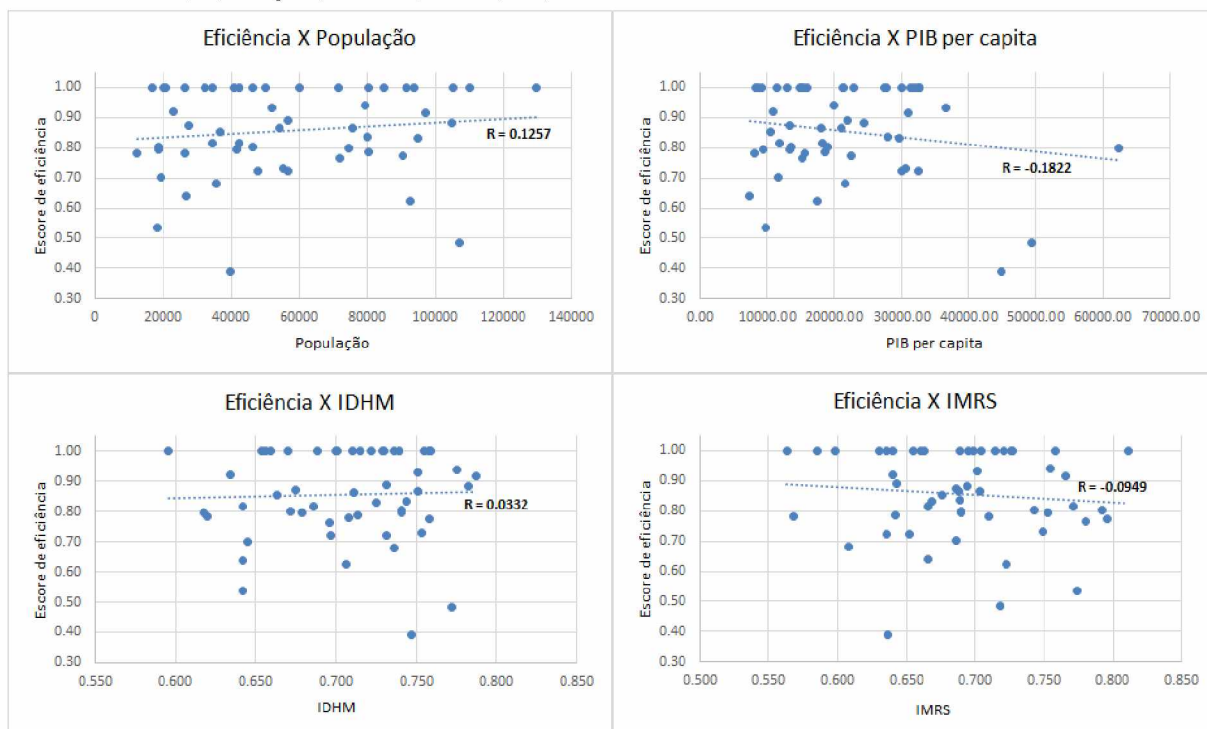 Eficiência X População
Escore de eficiência
1.00
0.90
0.80
0.70
0.60
0.50
0.40
0.30
R = 0.1257
0 20000 40000 60000 80000 100000 120000 140000
População
Eficiência X PIB per capita
Escore de eficiência
1.00
0.90
0.80
0.70
0.60
0.50
0.40
0.30
R = -0.1822
0.00 10000.00 20000.00 30000.00 40000.00 50000.00 60000.00 70000.00
PIB per capita
Eficiência X IDHM
Escore de eficiência
1.00
0.90
0.80
0.70
0.60
0.50
0.40
0.30
R = 0.0332
0.550 0.600 0.650 0.700 0.750 0.800 0.850
IDHM
Eficiência X IMRS
Escore de eficiência
1.00
0.90
0.80
0.70
0.60
0.50
0.40
0.30
R = -0.0949
0.500 0.550 0.600 0.650 0.700 0.750 0.800 0.850
IMRS